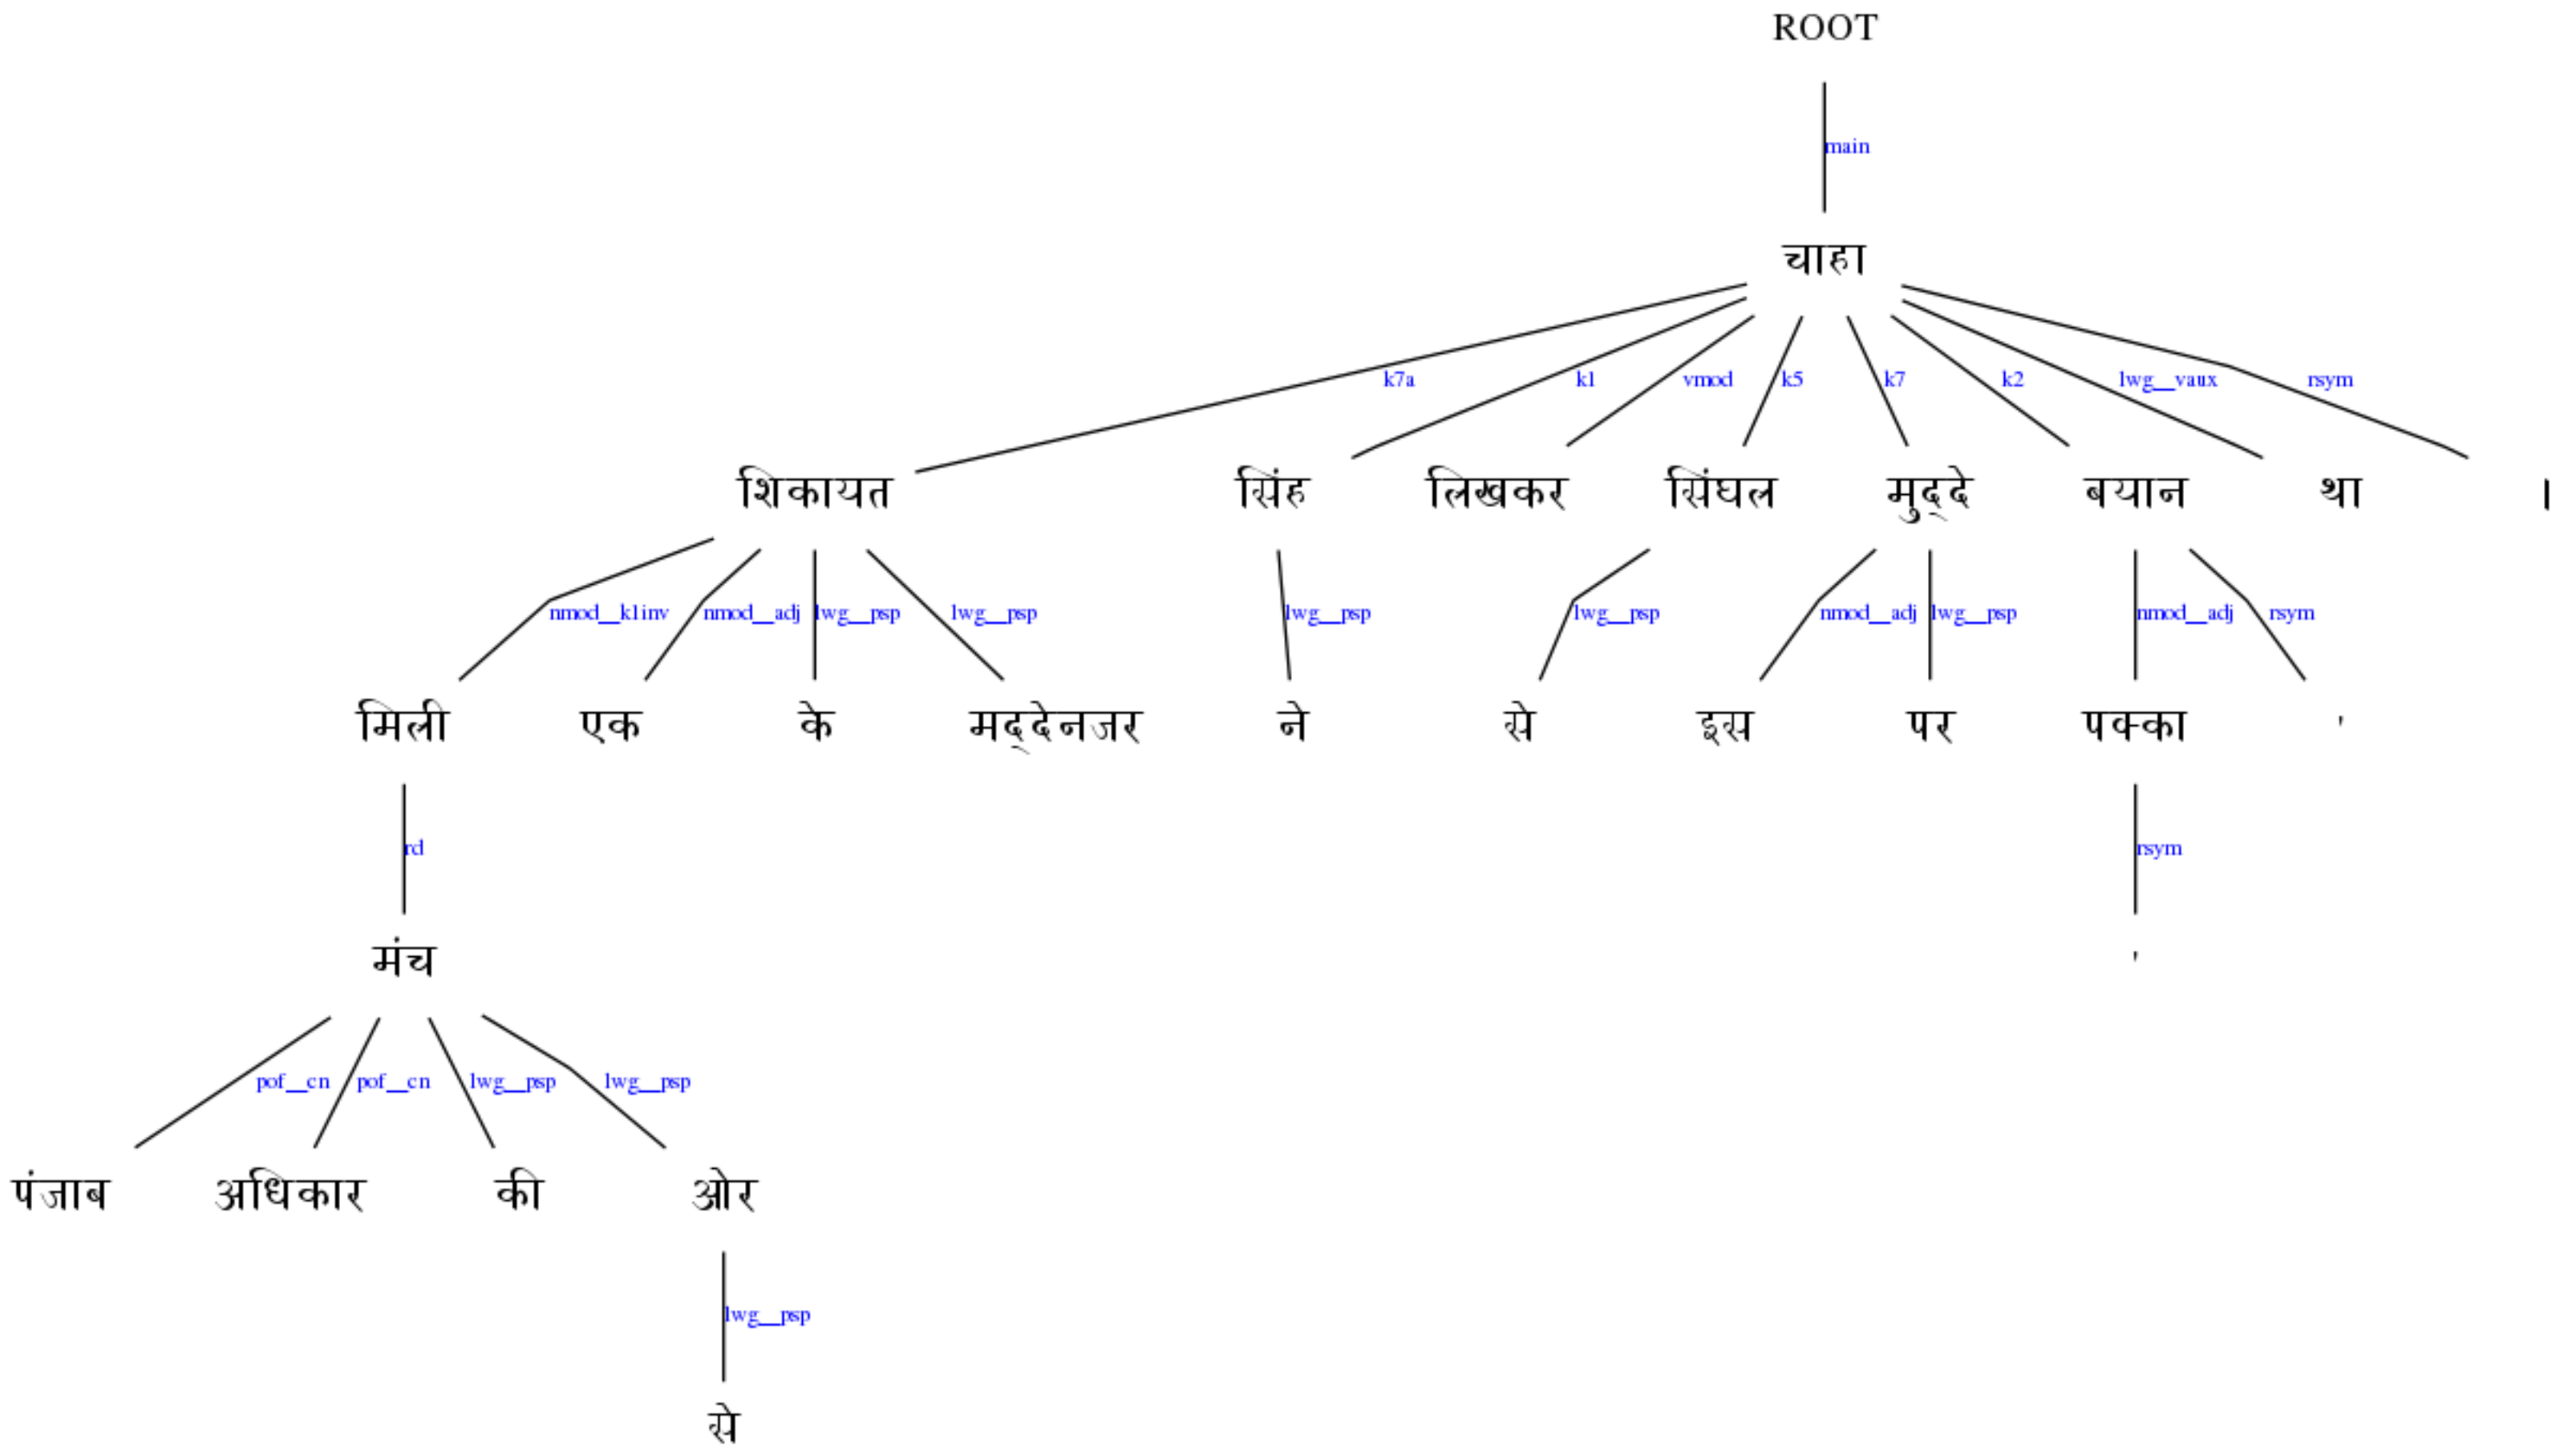 ROOT
main
चाहा
k7a k1 vmod k5 k7 k2 lwg__vaux rsym
शिकायत सिंह लिखकर सिंघल मुद्दे बयान था ।
nmod__k1inv nmod__adj lwg__psp lwg__psp lwg__psp lwg__psp nmod__adj lwg__psp nmod__adj rsym
मिली एक के मद्देनजर ने से इस पर पक्का '
rd rsym
मंच '
pof__cn pof__cn lwg__psp lwg__psp
पंजाब अधिकार की ओर
lwg__psp
से